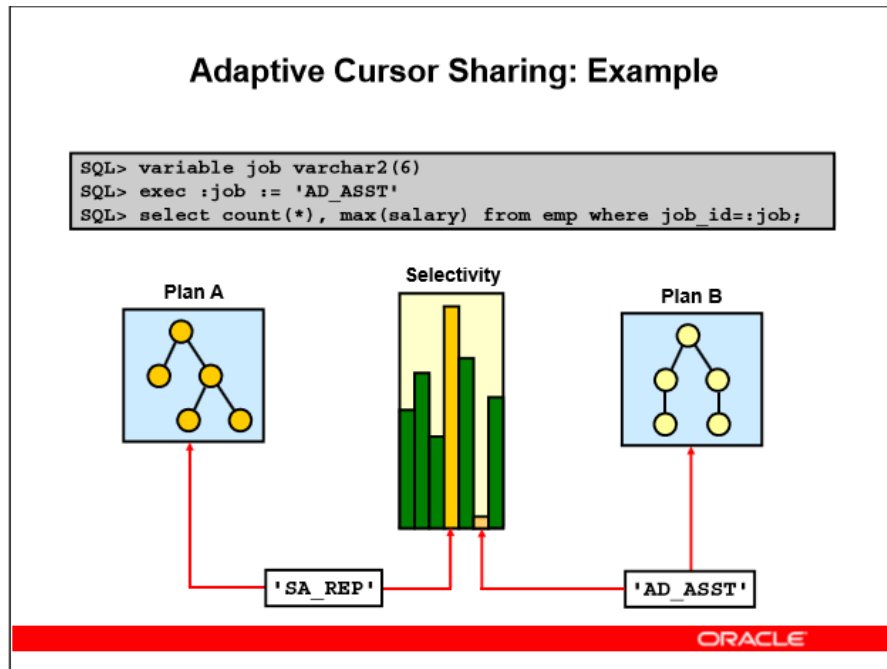 Adaptive Cursor Sharing: Example
SQL> variable job varchar2(6)
SQL> exec :job := 'AD_ASST'
SQL> select count(*), max(salary) from emp where job_id=:job;
Selectivity
Plan A
Plan B
'SA_REP'
'AD_ASST'
ORACLE